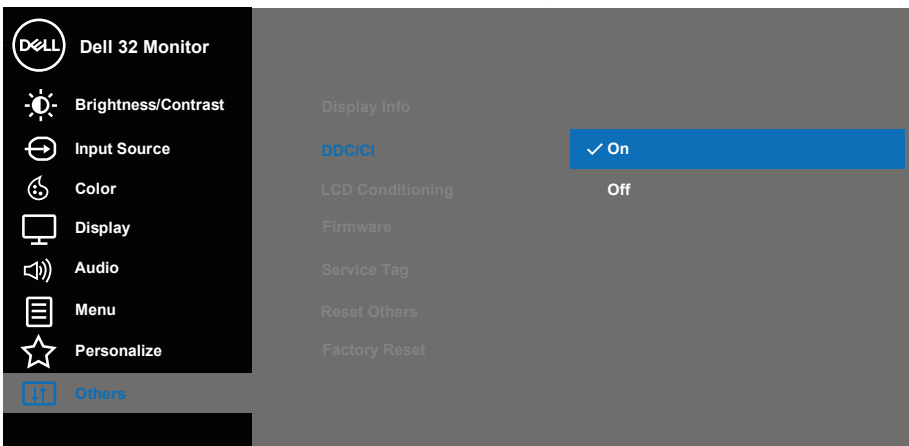 DELL
Dell 32 Monitor
Brightness/Contrast
Input Source
Color
Display
Audio
Menu
Personalize
Others
Display Info
DDC/CI
LCD Conditioning
Firmware
Service Tag
Reset Others
Factory Reset
On
Off